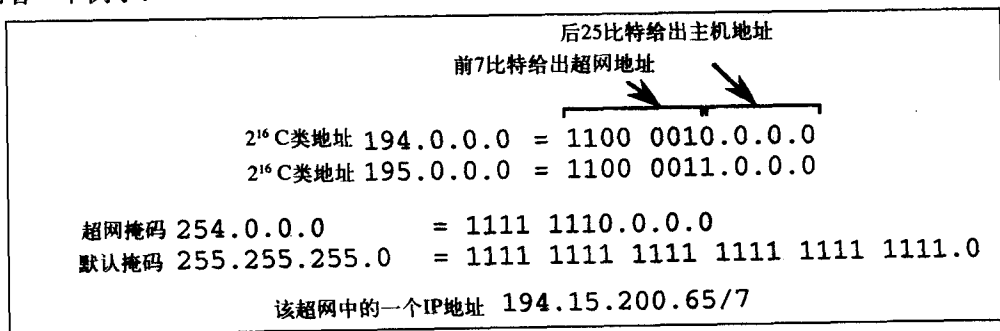 后25比特给出主机地址
前7比特给出超网地址
2¹⁶ C类地址 194.0.0.0 = 1100 0010.0.0.0
2¹⁶ C类地址 195.0.0.0 = 1100 0011.0.0.0
超网掩码 254.0.0.0 = 1111 1110.0.0.0
默认掩码 255.255.255.0 = 1111 1111 1111 1111 1111 1111.0
该超网中的一个IP地址 194.15.200.65/7